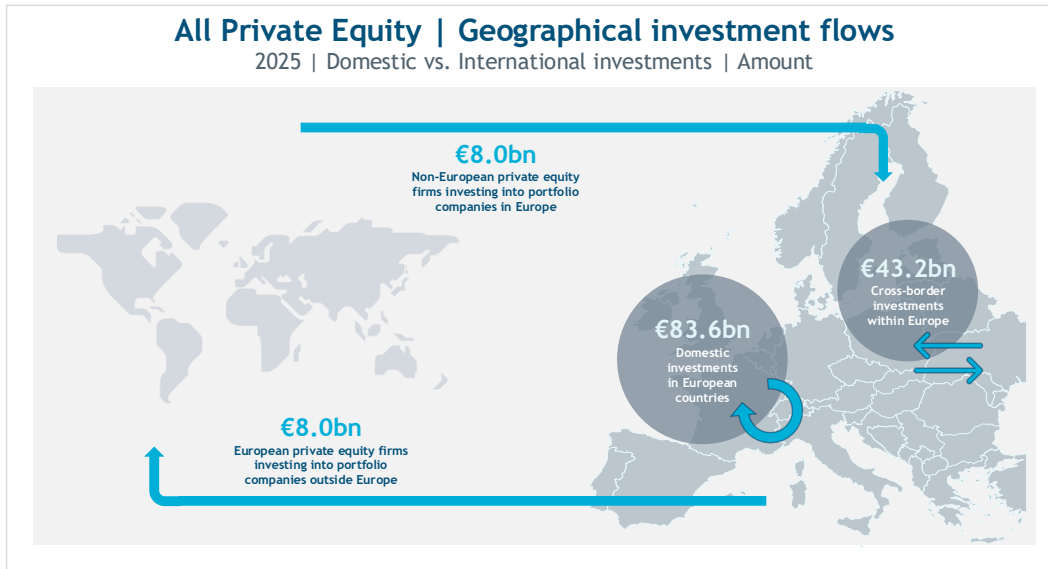 All Private Equity | Geographical investment flows
2025 | Domestic vs. International investments | Amount
€8.0bn
Non-European private equity
firms investing into portfolio
companies in Europe
€43.2bn
Cross-border
investments
within Europe
€83.6bn
Domestic
investments
in European
countries
€8.0bn
European private equity firms
investing into portfolio
companies outside Europe